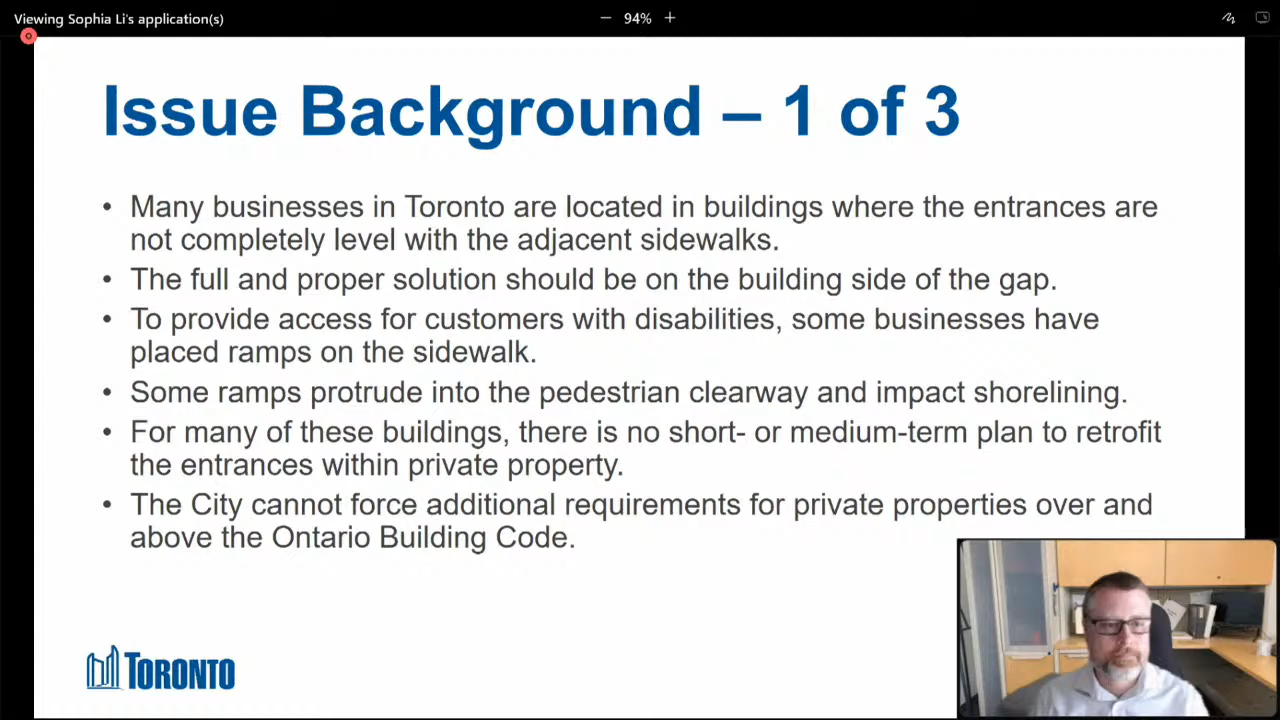 Viewing Sophia Li's application(s)
94%
Issue Background – 1 of 3
• Many businesses in Toronto are located in buildings where the entrances are
not completely level with the adjacent sidewalks.
• The full and proper solution should be on the building side of the gap.
• To provide access for customers with disabilities, some businesses have
placed ramps on the sidewalk.
• Some ramps protrude into the pedestrian clearway and impact shorelining.
• For many of these buildings, there is no short- or medium-term plan to retrofit
the entrances within private property.
• The City cannot force additional requirements for private properties over and
above the Ontario Building Code.
TORONTO